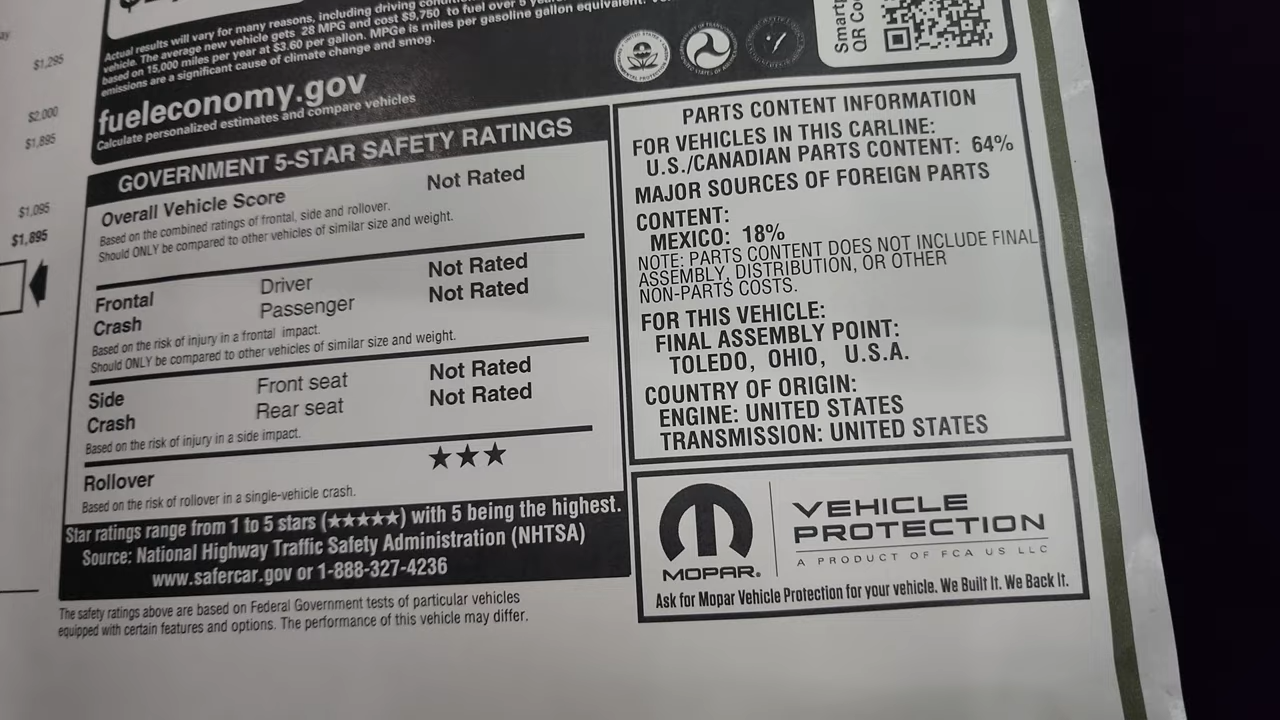 $1,295
$2,000
$1,895
$1,095
$1,895
Actual results will vary for many reasons, including driving
vehicle. The average new vehicle gets 28 MPG and cost $9,750 to fuel over 5
based on 15,000 miles per year at $3.60 per gallon. MPGe is miles per gasoline gallon equivalent.
emissions are a significant cause of climate change and smog.
fueleconomy.gov
Calculate personalized estimates and compare vehicles
QR Co
GOVERNMENT 5-STAR SAFETY RATINGS
Overall Vehicle Score Not Rated
Based on the combined ratings of frontal, side and rollover.
Should ONLY be compared to other vehicles of similar size and weight.
Frontal Driver Not Rated
Crash Passenger Not Rated
Based on the risk of injury in a frontal impact.
Should ONLY be compared to other vehicles of similar size and weight.
Side Front seat Not Rated
Crash Rear seat Not Rated
Based on the risk of injury in a side impact.
Rollover ★★★
Based on the risk of rollover in a single-vehicle crash.
Star ratings range from 1 to 5 stars (★★★★★) with 5 being the highest.
Source: National Highway Traffic Safety Administration (NHTSA)
www.safercar.gov or 1-888-327-4236
The safety ratings above are based on Federal Government tests of particular vehicles
equipped with certain features and options. The performance of this vehicle may differ.
PARTS CONTENT INFORMATION
FOR VEHICLES IN THIS CARLINE:
U.S./CANADIAN PARTS CONTENT: 64%
MAJOR SOURCES OF FOREIGN PARTS
CONTENT:
MEXICO: 18%
NOTE: PARTS CONTENT DOES NOT INCLUDE FINAL
ASSEMBLY, DISTRIBUTION, OR OTHER
NON-PARTS COSTS.
FOR THIS VEHICLE:
FINAL ASSEMBLY POINT:
TOLEDO, OHIO, U.S.A.
COUNTRY OF ORIGIN:
ENGINE: UNITED STATES
TRANSMISSION: UNITED STATES
MOPAR®
VEHICLE
PROTECTION
A PRODUCT OF FCA US LLC
Ask for Mopar Vehicle Protection for your vehicle. We Built It. We Back It.